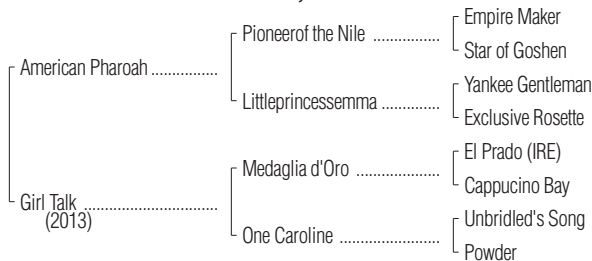 Empire Maker
Pioneerof the Nile ................
Star of Goshen
American Pharoah ................
Yankee Gentleman
Littleprincessemma ..............
Exclusive Rosette
El Prado (IRE)
Medaglia d'Oro ....................
Cappucino Bay
Girl Talk ................................
(2013)
Unbridled's Song
One Caroline ........................
Powder